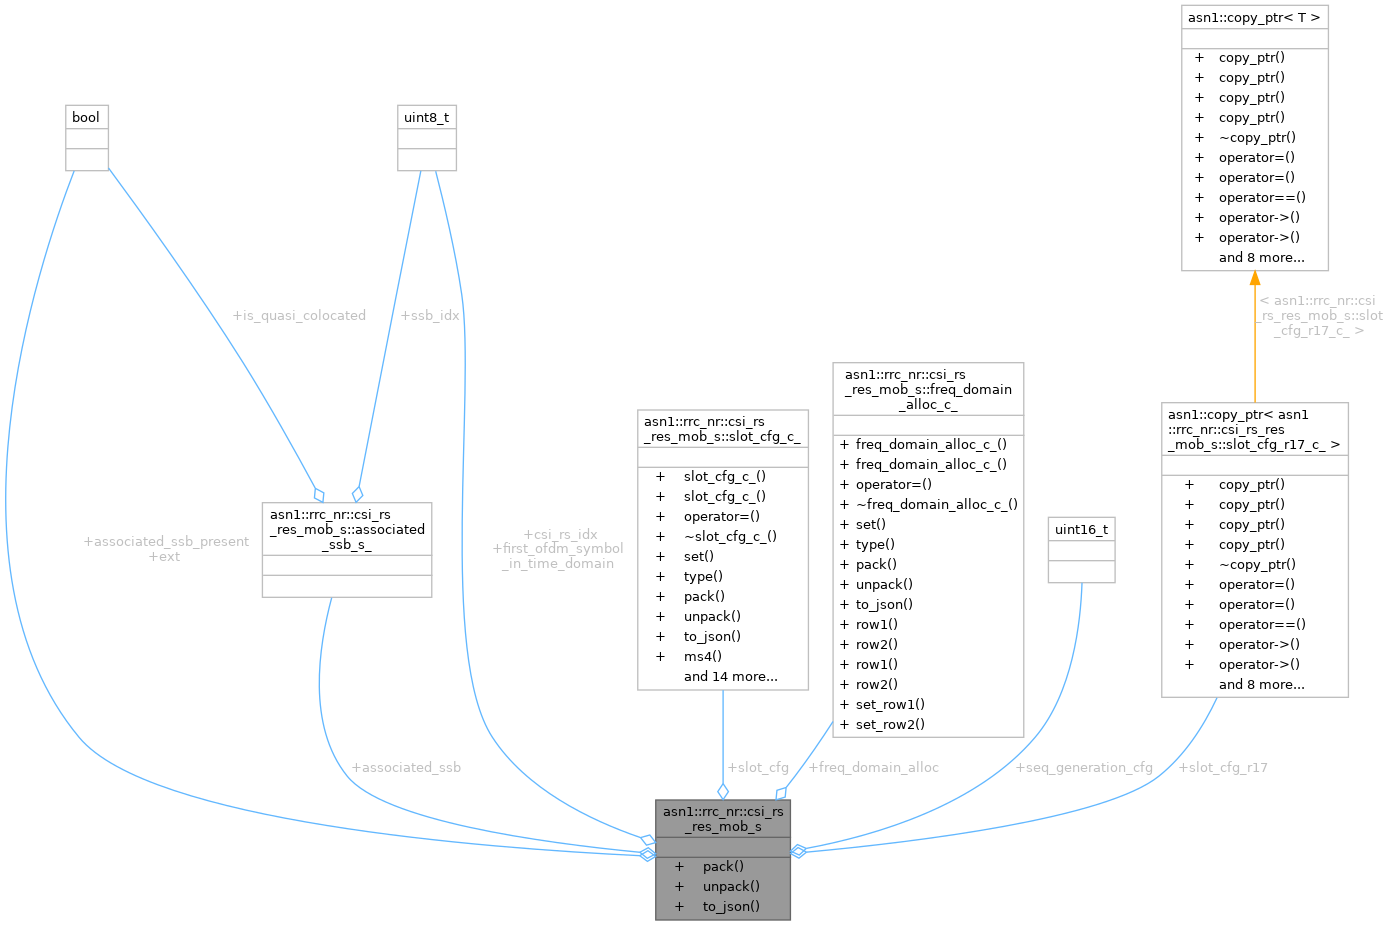 asn1::copy_ptr< T >
+ copy_ptr()
+ copy_ptr()
+ copy_ptr()
+ copy_ptr()
+ ~copy_ptr()
+ operator=()
+ operator=()
+ operator==()
+ operator->()
+ operator->()
and 8 more...
bool
uint8_t
< asn1::rrc_nr::csi
_rs_res_mob_s::slot
_cfg_r17_c_ >
+is_quasi_colocated
+ssb_idx
asn1::rrc_nr::csi_rs
_res_mob_s::freq_domain
_alloc_c_
+ freq_domain_alloc_c_()
+ freq_domain_alloc_c_()
+ operator=()
+ ~freq_domain_alloc_c_()
+ set()
+ type()
+ pack()
+ unpack()
+ to_json()
+ row1()
+ row2()
+ row1()
+ row2()
+ set_row1()
+ set_row2()
asn1::rrc_nr::csi_rs
_res_mob_s::slot_cfg_c_
+ slot_cfg_c_()
+ slot_cfg_c_()
+ operator=()
+ ~slot_cfg_c_()
+ set()
+ type()
+ pack()
+ unpack()
+ to_json()
+ ms4()
and 14 more...
asn1::copy_ptr< asn1
::rrc_nr::csi_rs_res
_mob_s::slot_cfg_r17_c_ >
+ copy_ptr()
+ copy_ptr()
+ copy_ptr()
+ copy_ptr()
+ ~copy_ptr()
+ operator=()
+ operator=()
+ operator==()
+ operator->()
+ operator->()
and 8 more...
asn1::rrc_nr::csi_rs
_res_mob_s::associated
_ssb_s_
uint16_t
+associated_ssb_present
+ext
+csi_rs_idx
+first_ofdm_symbol
_in_time_domain
+associated_ssb
+slot_cfg
+freq_domain_alloc
+seq_generation_cfg
+slot_cfg_r17
asn1::rrc_nr::csi_rs
_res_mob_s
+ pack()
+ unpack()
+ to_json()